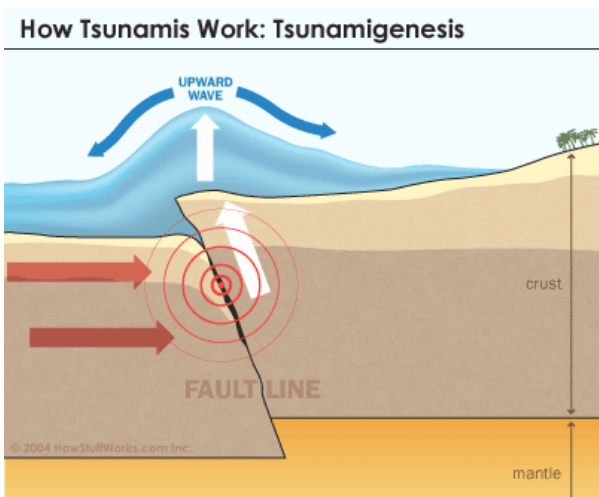 How Tsunamis Work: Tsunamigenesis
UPWARD
WAVE
crust
FAULT LINE
© 2004 HowStuffWorks.com Inc.
mantle